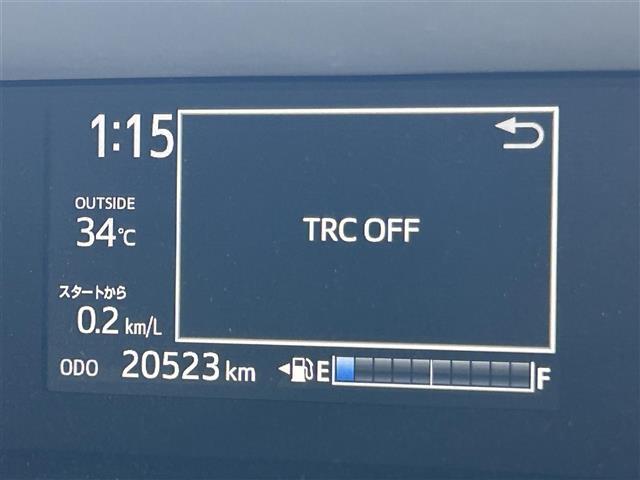 1:15
OUTSIDE
34℃
スタートから
0.2 km/L
TRC OFF
ODO 20523 km
E F